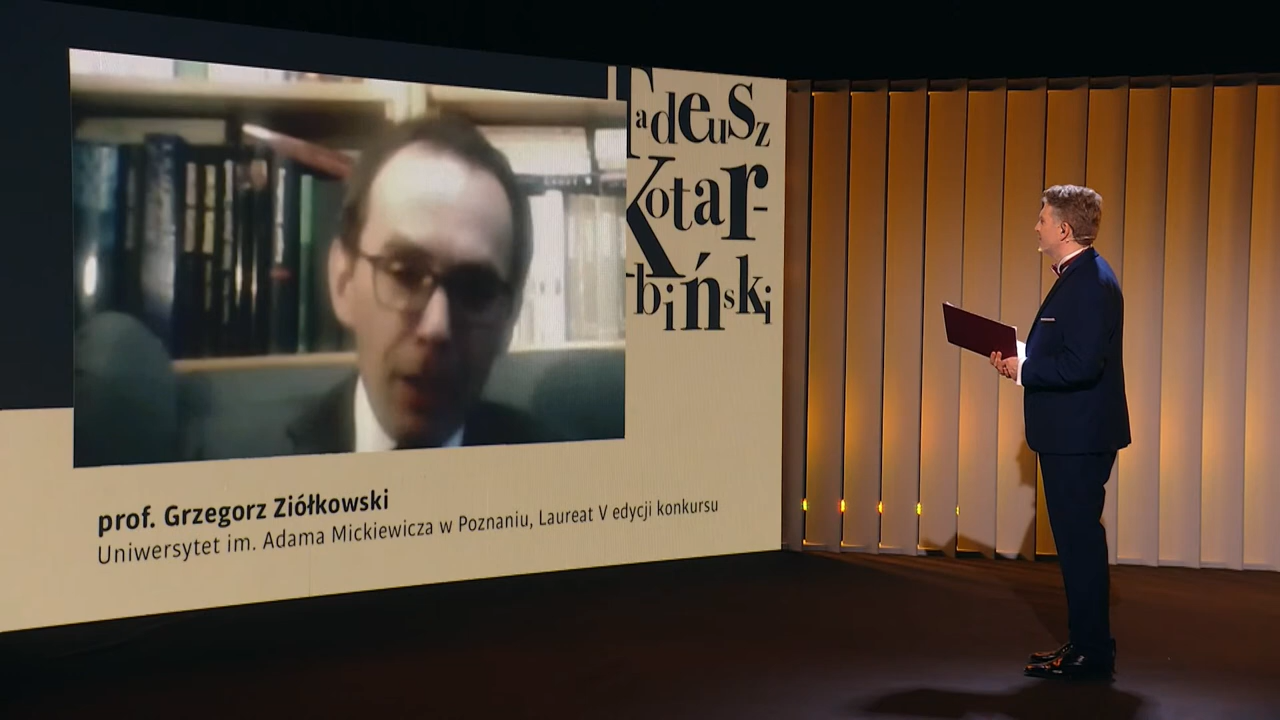 Tadeusz
Kotar-
biński
prof. Grzegorz Ziółkowski
Uniwersytet im. Adama Mickiewicza w Poznaniu, Laureat V edycji konkursu